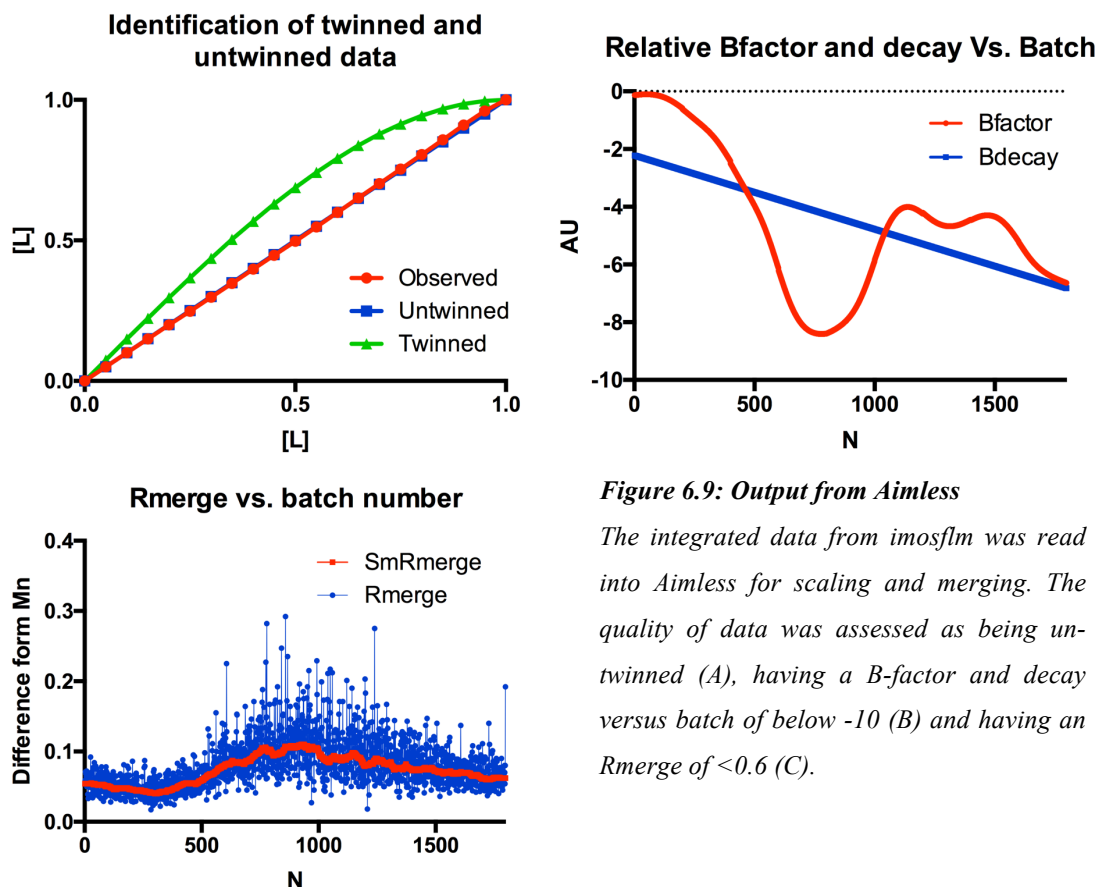 Identification of twinned and
untwinned data
1.0
0.5
0.0
[L]
Observed
Untwinned
Twinned
0.0
0.5
1.0
[L]
Relative Bfactor and decay Vs. Batch
0
-2
-4
-6
-8
-10
AU
Bfactor
Bdecay
0
500
1000
1500
N
Rmerge vs. batch number
0.4
0.3
0.2
0.1
0.0
Difference form Mn
SmRmerge
Rmerge
0
500
1000
1500
N
Figure 6.9: Output from Aimless
The integrated data from imosflm was read
into Aimless for scaling and merging. The
quality of data was assessed as being un-
twinned (A), having a B-factor and decay
versus batch of below -10 (B) and having an
Rmerge of <0.6 (C).